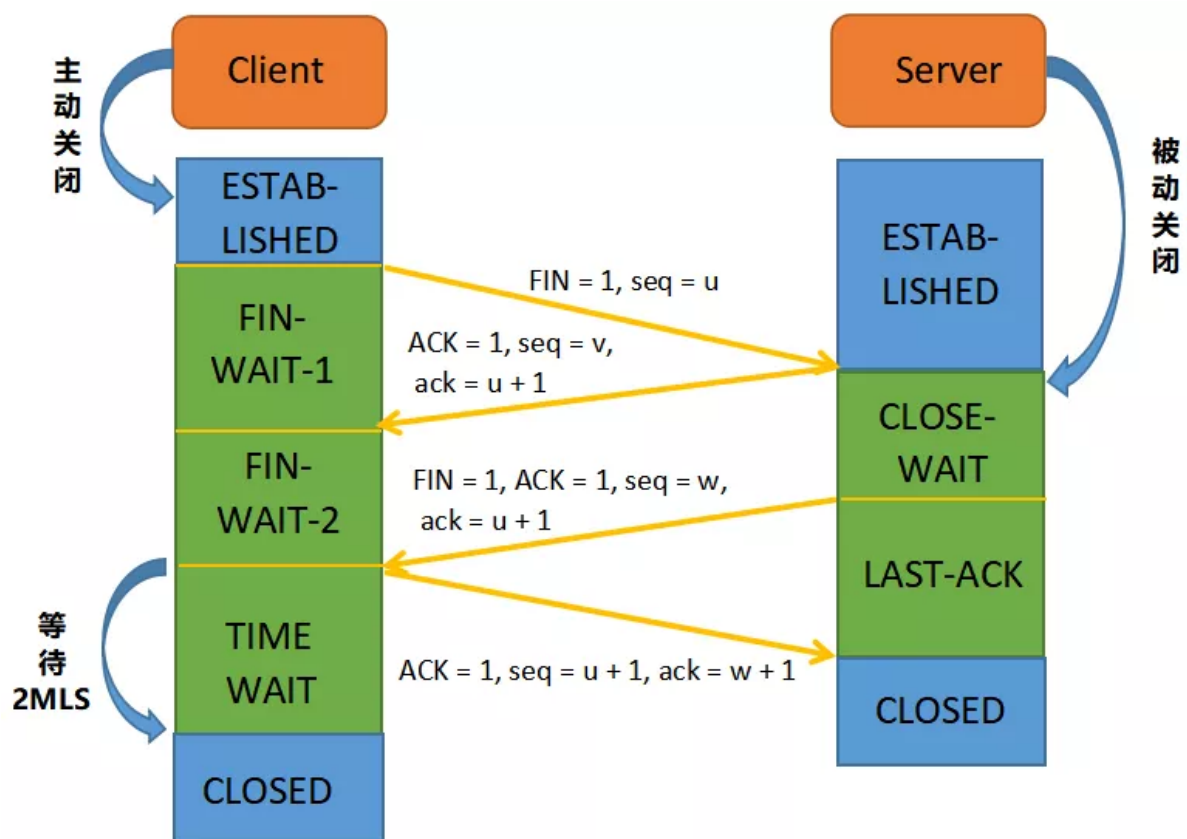 Client
Server
主动关闭
被动关闭
ESTAB-
LISHED
ESTAB-
LISHED
FIN = 1, seq = u
FIN-
WAIT-1
ACK = 1, seq = v,
ack = u + 1
CLOSE-
WAIT
FIN-
WAIT-2
FIN = 1, ACK = 1, seq = w,
ack = u + 1
LAST-ACK
等待
2MLS
TIME
WAIT
ACK = 1, seq = u + 1, ack = w + 1
CLOSED
CLOSED